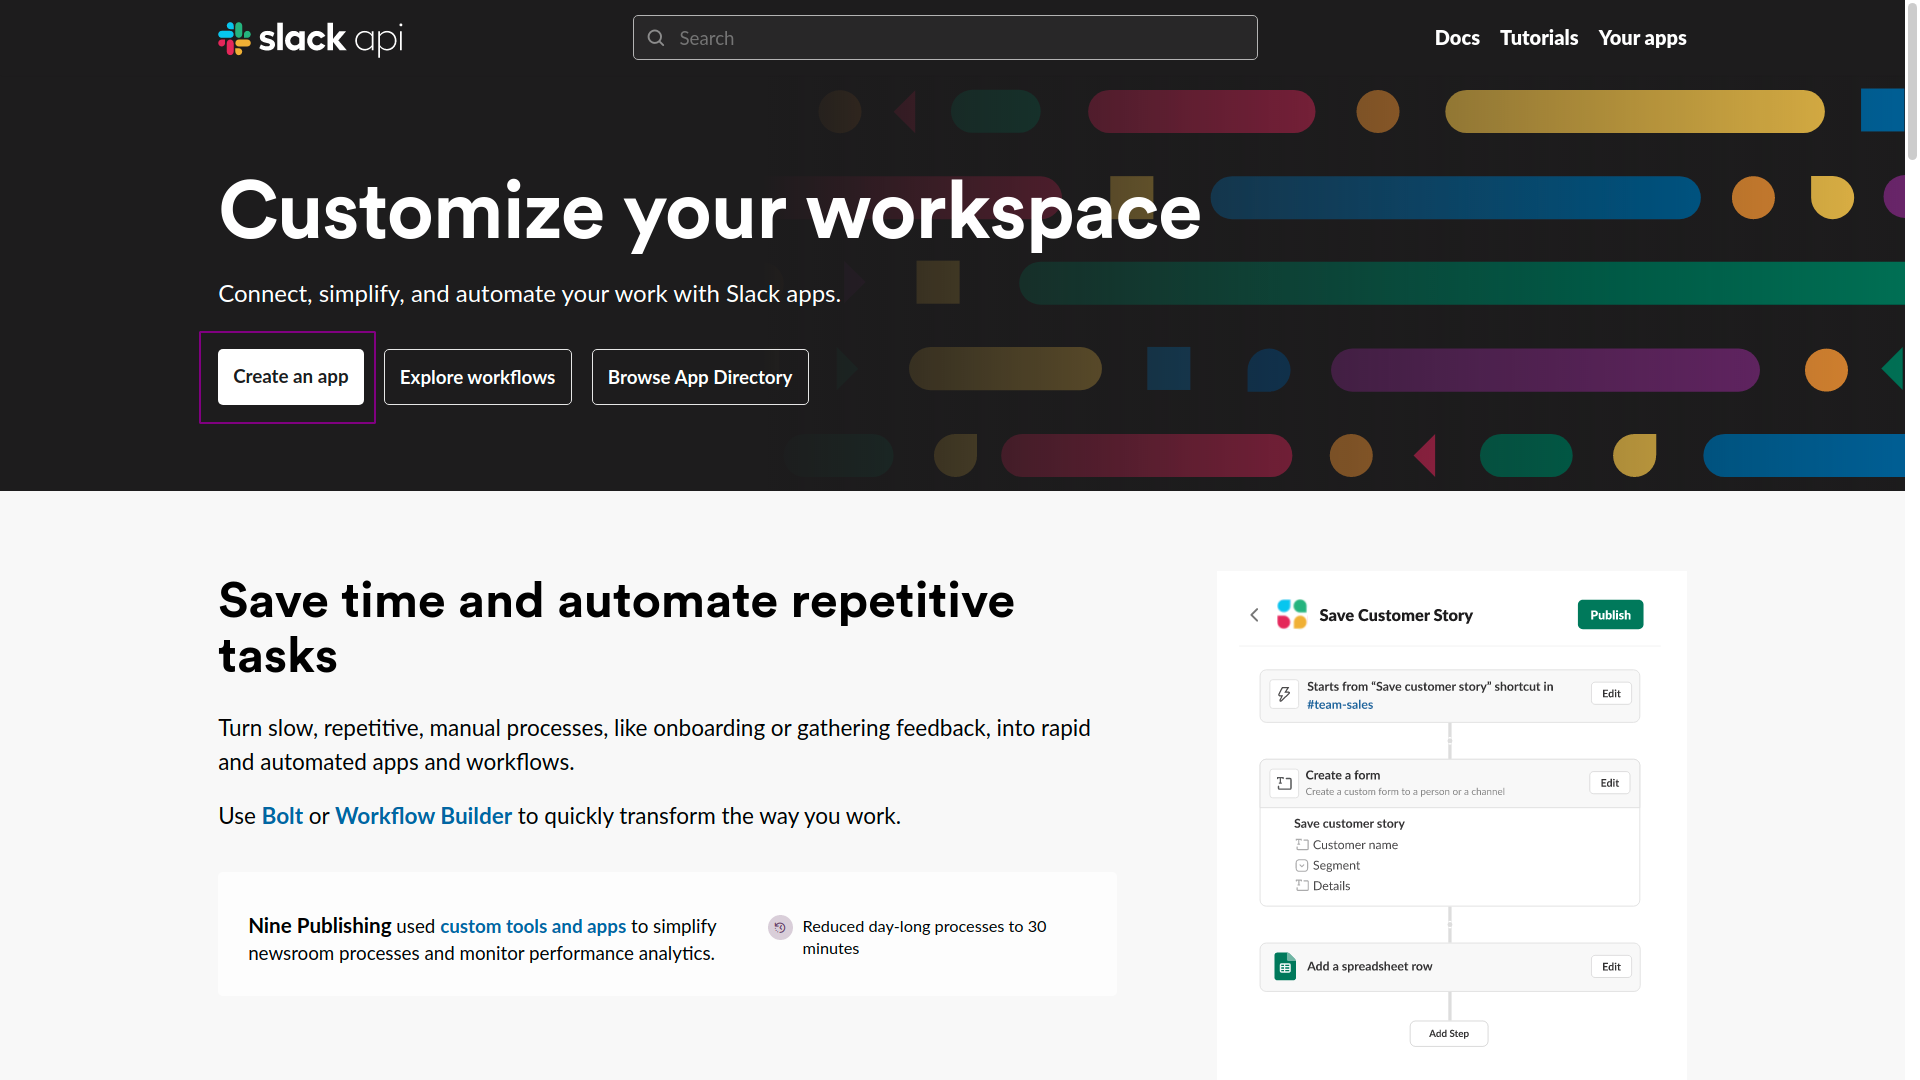 slack api
Search
Docs
Tutorials
Your apps
Customize your workspace
Connect, simplify, and automate your work with Slack apps.
Create an app
Explore workflows
Browse App Directory
Save time and automate repetitive
tasks
Turn slow, repetitive, manual processes, like onboarding or gathering feedback, into rapid
and automated apps and workflows.
Use Bolt or Workflow Builder to quickly transform the way you work.
Nine Publishing used custom tools and apps to simplify
newsroom processes and monitor performance analytics.
Reduced day-long processes to 30
minutes
Save Customer Story
Publish
Starts from “Save customer story” shortcut in
#team-sales
Edit
Create a form
Create a custom form to a person or a channel
Edit
Save customer story
Customer name
Segment
Details
Add a spreadsheet row
Edit
Add Step